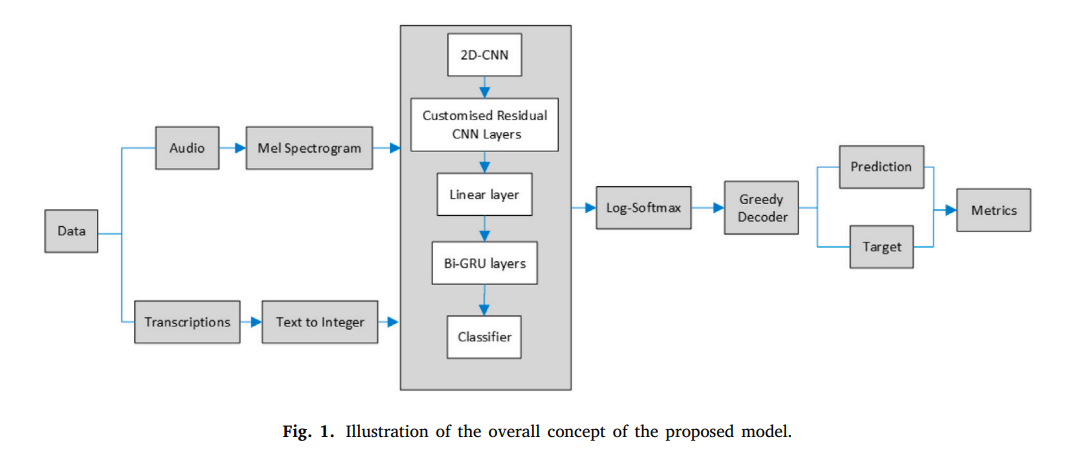 Data
Audio
Mel Spectrogram
Transcriptions
Text to Integer
2D-CNN
Customised Residual
CNN Layers
Linear layer
Bi-GRU layers
Classifier
Log-Softmax
Greedy
Decoder
Prediction
Target
Metrics
Fig. 1. Illustration of the overall concept of the proposed model.